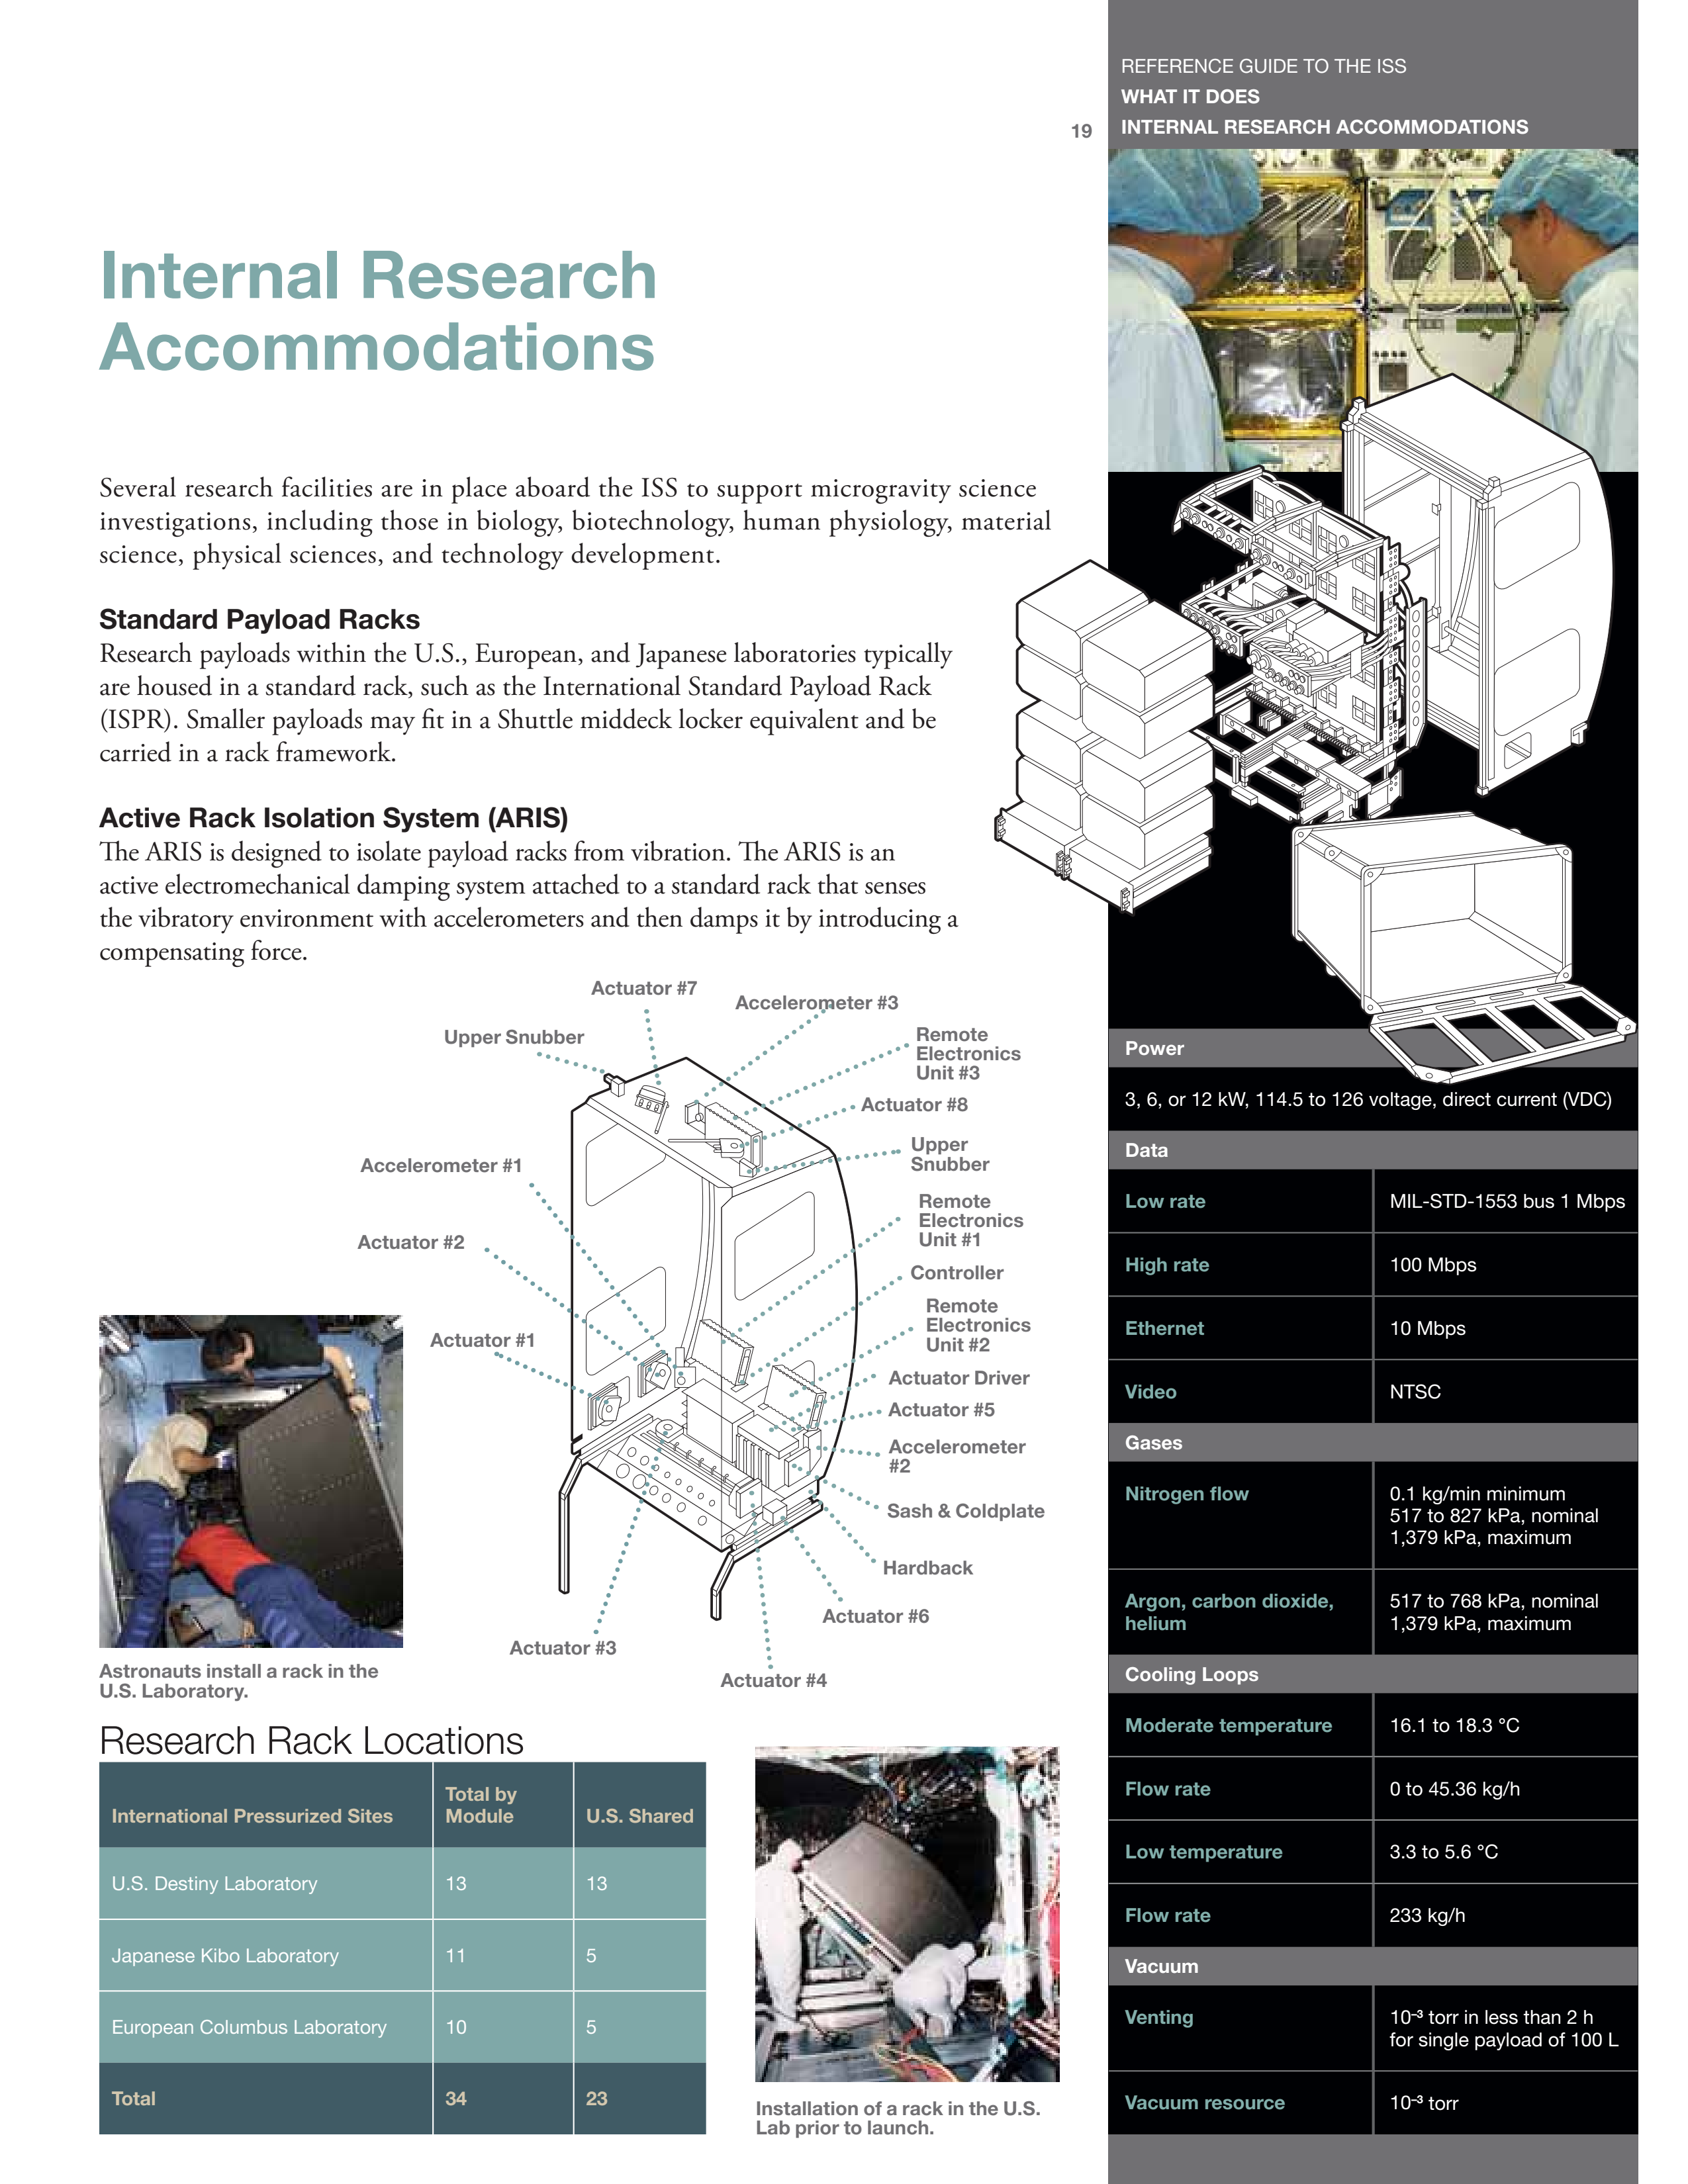 REFERENCE GUIDE TO THE ISS
WHAT IT DOES
19
INTERNAL RESEARCH ACCOMMODATIONS
Internal Research
Accommodations
Several research facilities are in place aboard the ISS to support microgravity science
investigations, including those in biology, biotechnology, human physiology, material
science, physical sciences, and technology development.
Standard Payload Racks
Research payloads within the U.S., European, and Japanese laboratories typically
are housed in a standard rack, such as the International Standard Payload Rack
(ISPR). Smaller payloads may fit in a Shuttle middeck locker equivalent and be
carried in a rack framework.
Active Rack Isolation System (ARIS)
The ARIS is designed to isolate payload racks from vibration. The ARIS is an
active electromechanical damping system attached to a standard rack that senses
the vibratory environment with accelerometers and then damps it by introducing a
compensating force.
Actuator #7
Accelerometer #3
Upper Snubber
Remote
Electronics
Unit #3
Actuator #8
Upper
Snubber
Accelerometer #1
Remote
Electronics
Unit #1
Actuator #2
Controller
Remote
Electronics
Unit #2
Actuator #1
Actuator Driver
Actuator #5
Accelerometer
#2
Sash & Coldplate
Hardback
Actuator #6
Actuator #3
Actuator #4
Astronauts install a rack in the
U.S. Laboratory.
Research Rack Locations
International Pressurized Sites
Total by
Module
U.S. Shared
U.S. Destiny Laboratory
13
13
Japanese Kibo Laboratory
11
5
European Columbus Laboratory
10
5
Total
34
23
Installation of a rack in the U.S.
Lab prior to launch.
Power
3, 6, or 12 kW, 114.5 to 126 voltage, direct current (VDC)
Data
Low rate
MIL-STD-1553 bus 1 Mbps
High rate
100 Mbps
Ethernet
10 Mbps
Video
NTSC
Gases
Nitrogen flow
0.1 kg/min minimum
517 to 827 kPa, nominal
1,379 kPa, maximum
Argon, carbon dioxide,
helium
517 to 768 kPa, nominal
1,379 kPa, maximum
Cooling Loops
Moderate temperature
16.1 to 18.3 °C
Flow rate
0 to 45.36 kg/h
Low temperature
3.3 to 5.6 °C
Flow rate
233 kg/h
Vacuum
Venting
10⁻³ torr in less than 2 h
for single payload of 100 L
Vacuum resource
10⁻³ torr